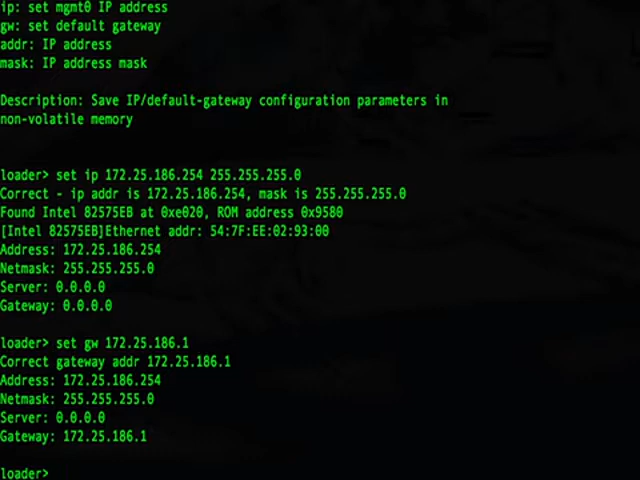 ip: set mgmt0 IP address
gw: set default gateway
addr: IP address
mask: IP address mask
Description: Save IP/default-gateway configuration parameters in
non-volatile memory
loader> set ip 172.25.186.254 255.255.255.0
Correct - ip addr is 172.25.186.254, mask is 255.255.255.0
Found Intel 82575EB at 0xe020, ROM address 0x9580
[Intel 82575EB]Ethernet addr: 54:7F:EE:02:93:00
Address: 172.25.186.254
Netmask: 255.255.255.0
Server: 0.0.0.0
Gateway: 0.0.0.0
loader> set gw 172.25.186.1
Correct gateway addr 172.25.186.1
Address: 172.25.186.254
Netmask: 255.255.255.0
Server: 0.0.0.0
Gateway: 172.25.186.1
loader>